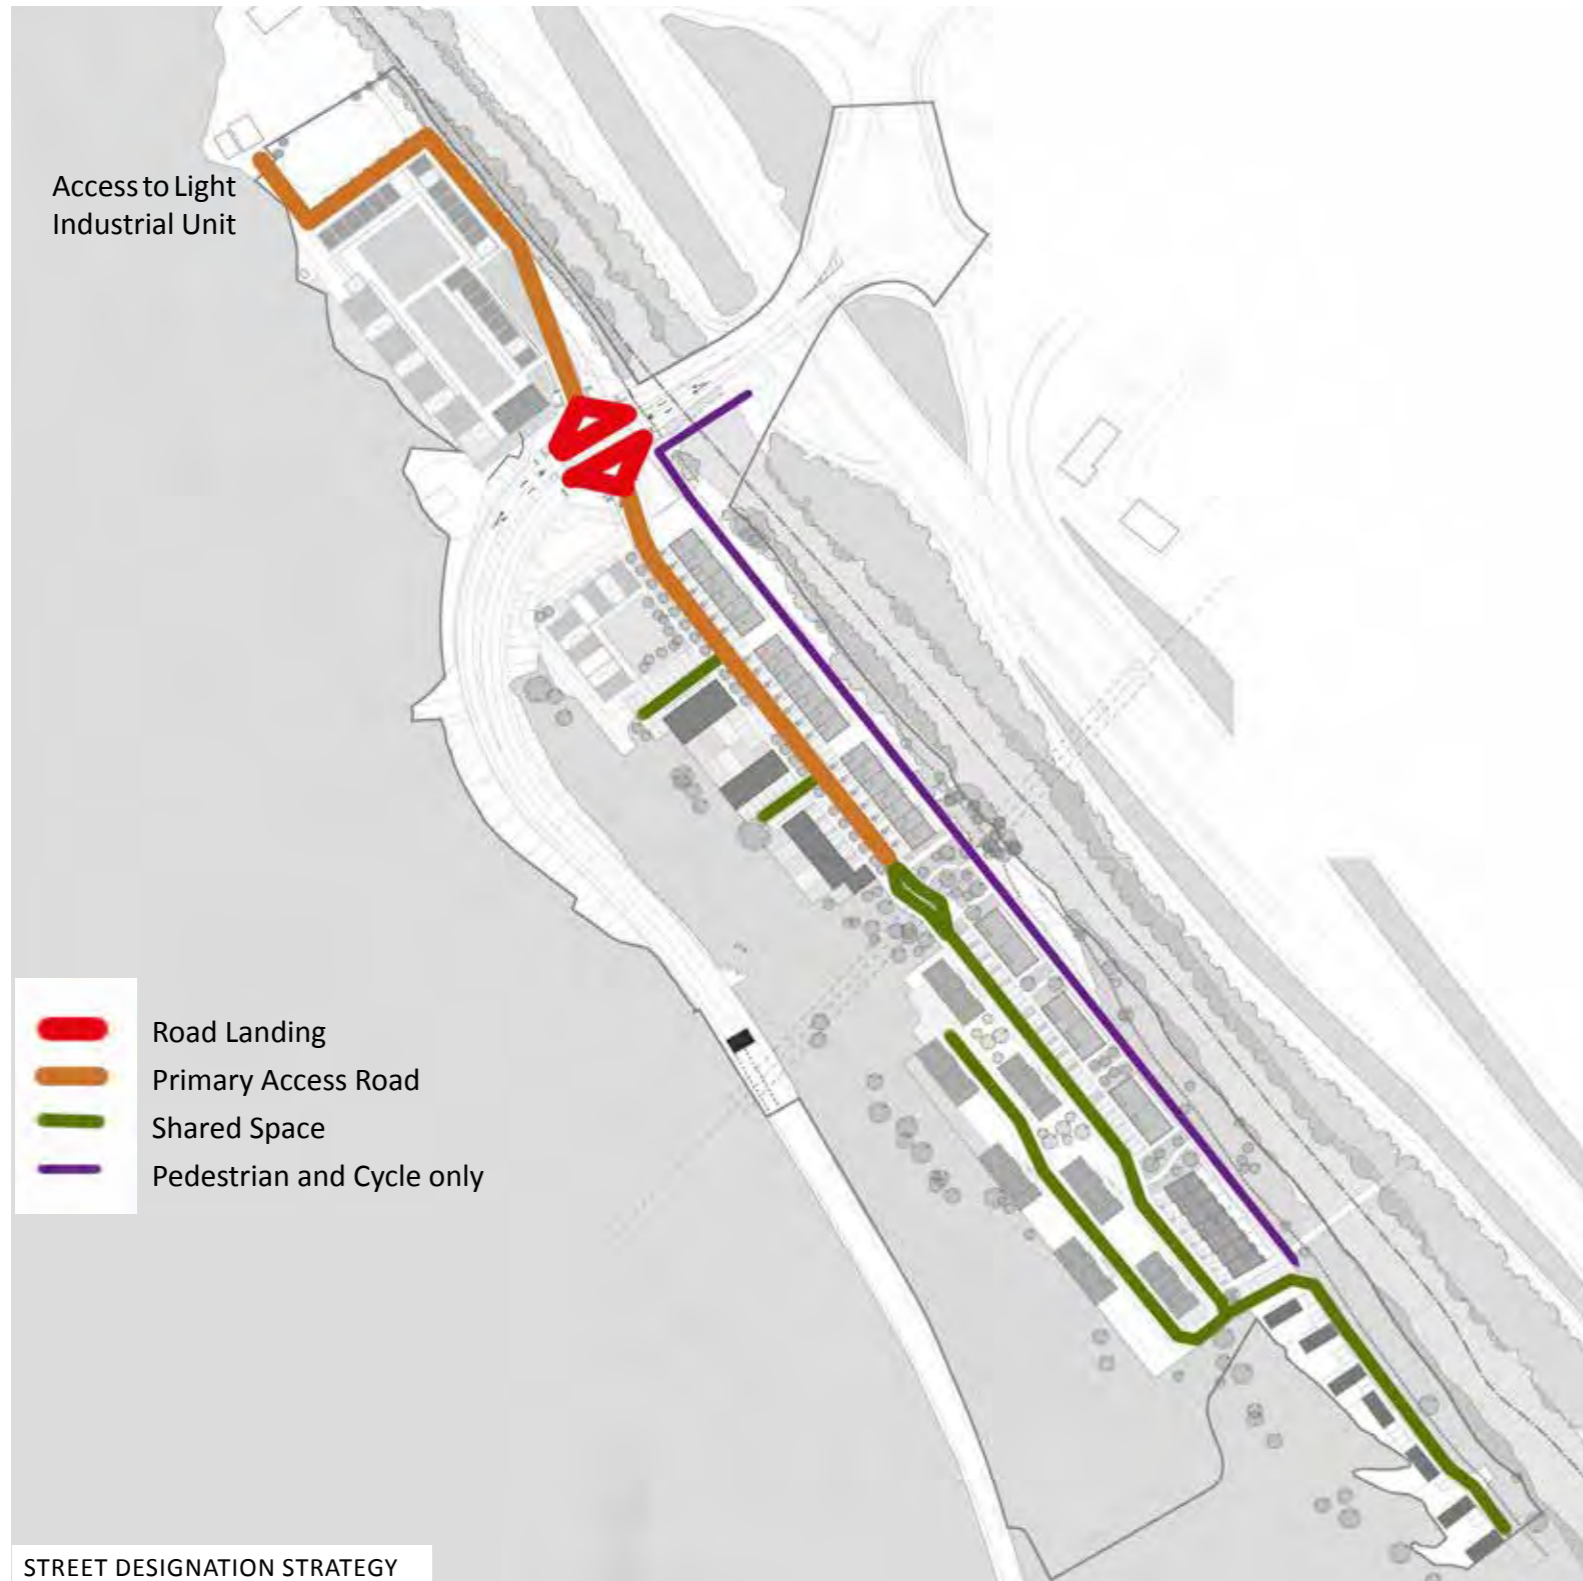 Access to Light
Industrial Unit
Road Landing
Primary Access Road
Shared Space
Pedestrian and Cycle only
STREET DESIGNATION STRATEGY